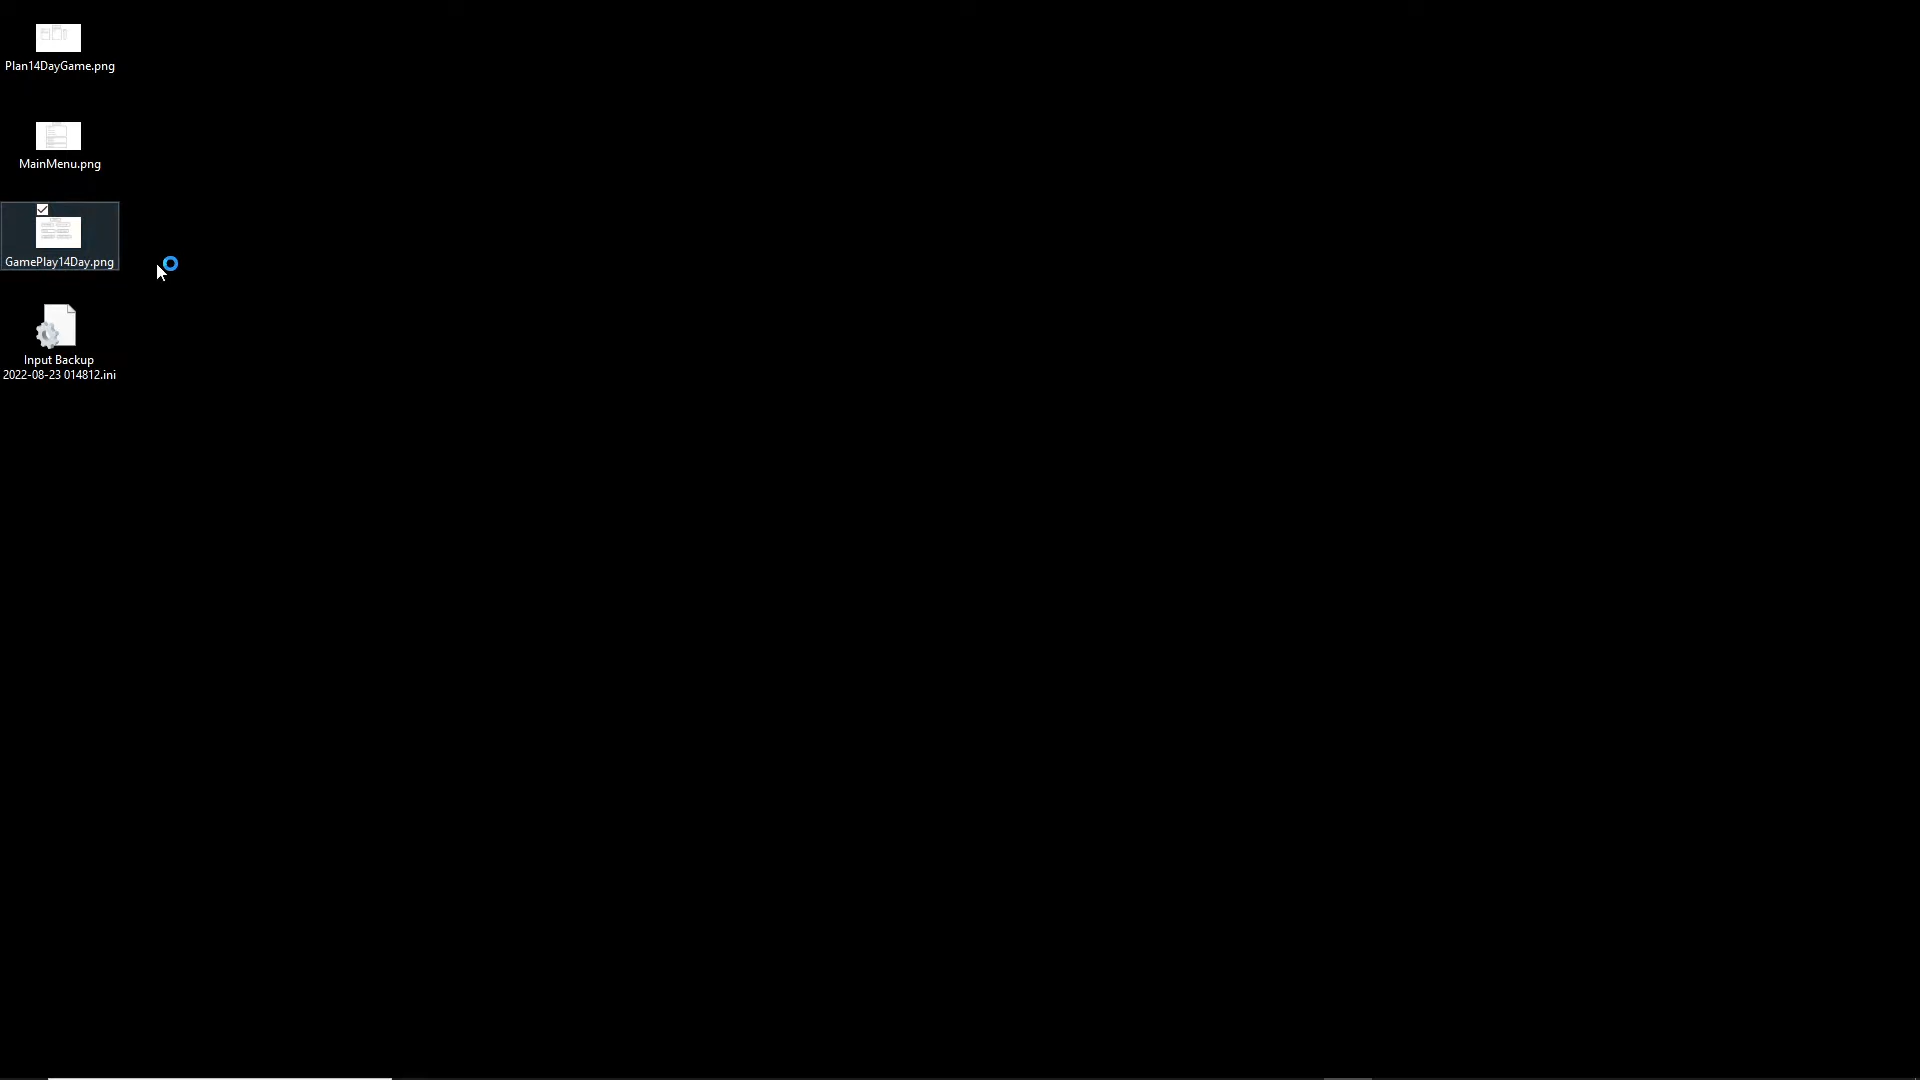 Plan14DayGame.png
MainMenu.png
GamePlay14Day.png
Input Backup
2022-08-23 014812.ini